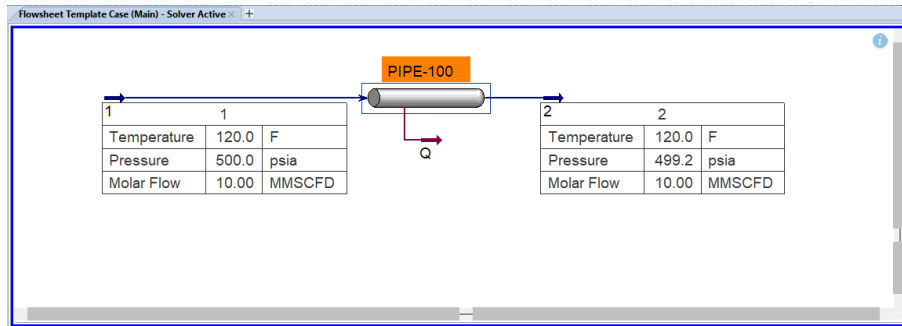 Flowsheet Template Case (Main) - Solver Active × +
i
PIPE-100
1
1
Temperature 120.0 F
Pressure 500.0 psia
Molar Flow 10.00 MMSCFD
Q
2
2
Temperature 120.0 F
Pressure 499.2 psia
Molar Flow 10.00 MMSCFD